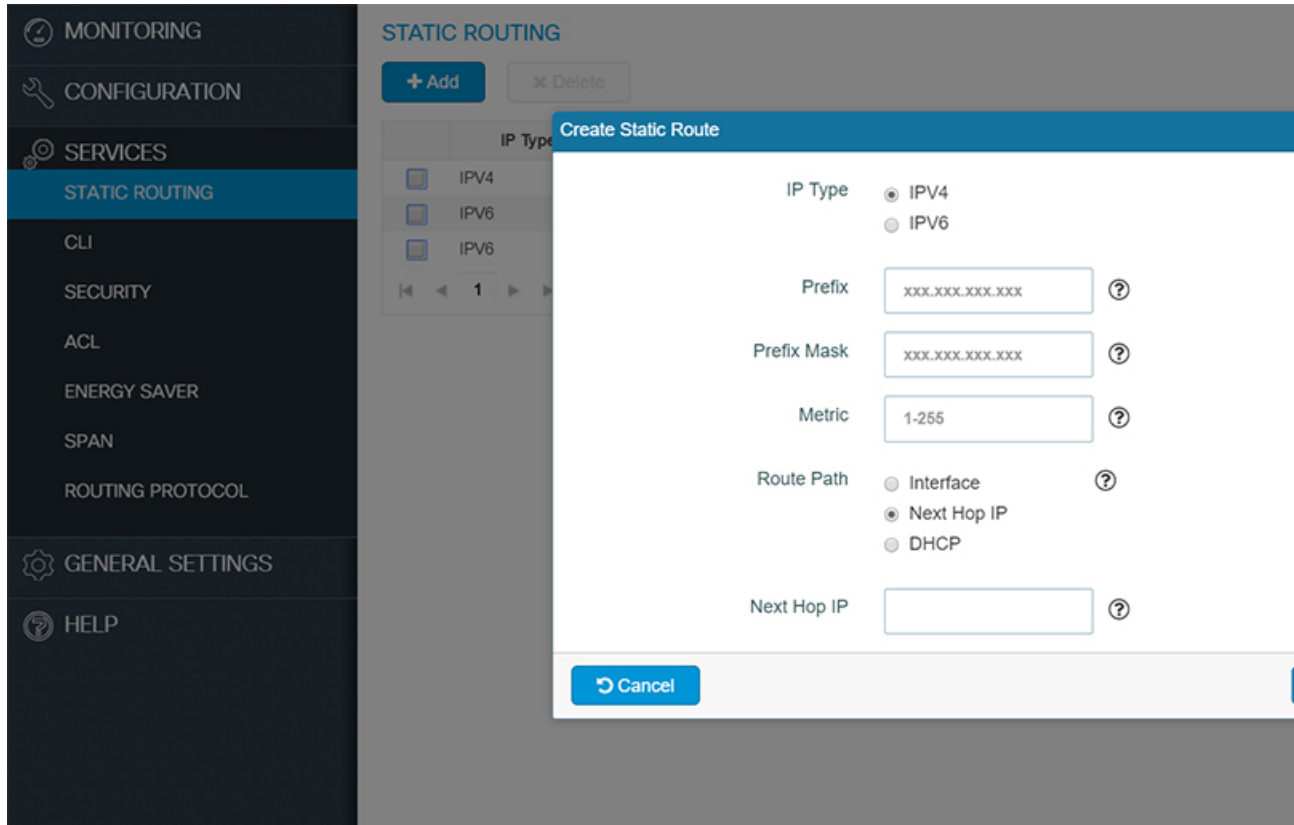 MONITORING
CONFIGURATION
SERVICES
STATIC ROUTING
CLI
SECURITY
ACL
ENERGY SAVER
SPAN
ROUTING PROTOCOL
GENERAL SETTINGS
HELP
STATIC ROUTING
Add
Delete
IP Type
IPV4
IPV6
IPV6
1
Create Static Route
IP Type
IPV4
IPV6
Prefix
xxx.xxx.xxx.xxx
?
Prefix Mask
xxx.xxx.xxx.xxx
?
Metric
1-255
?
Route Path
Interface
?
Next Hop IP
DHCP
Next Hop IP
?
Cancel